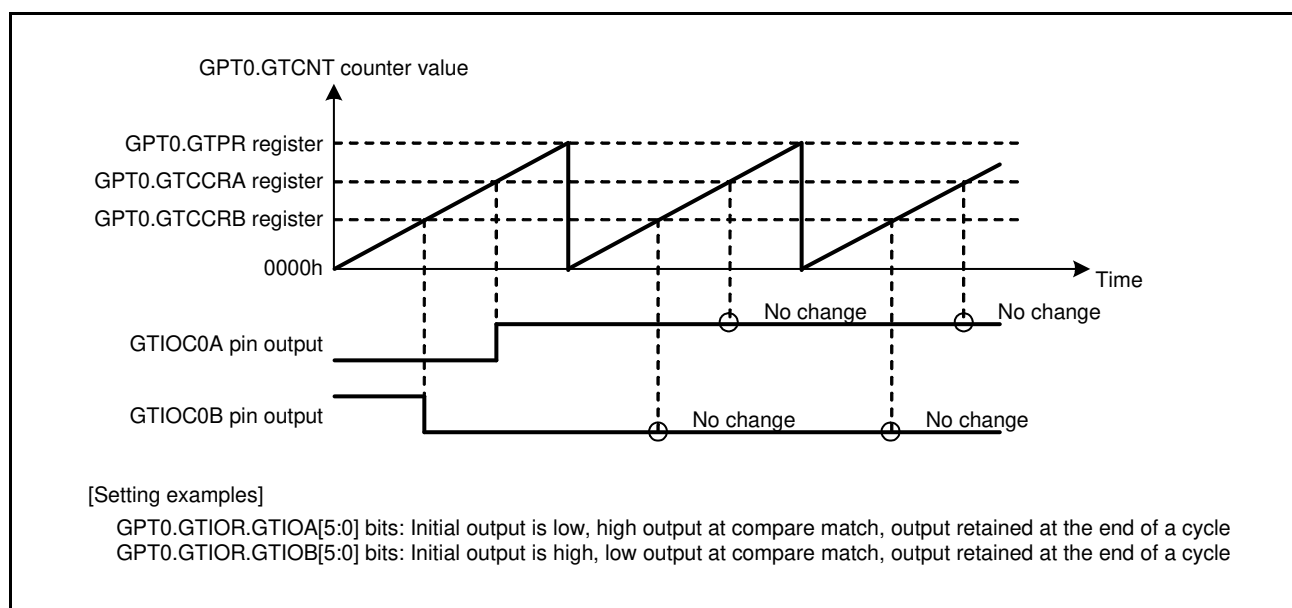 GPT0.GTCNT counter value
GPT0.GTPR register
GPT0.GTCCRA register
GPT0.GTCCRB register
0000h
Time
No change
No change
GTIOC0A pin output
GTIOC0B pin output
No change
No change
[Setting examples]
GPT0.GTIOR.GTIOA[5:0] bits: Initial output is low, high output at compare match, output retained at the end of a cycle
GPT0.GTIOR.GTIOB[5:0] bits: Initial output is high, low output at compare match, output retained at the end of a cycle